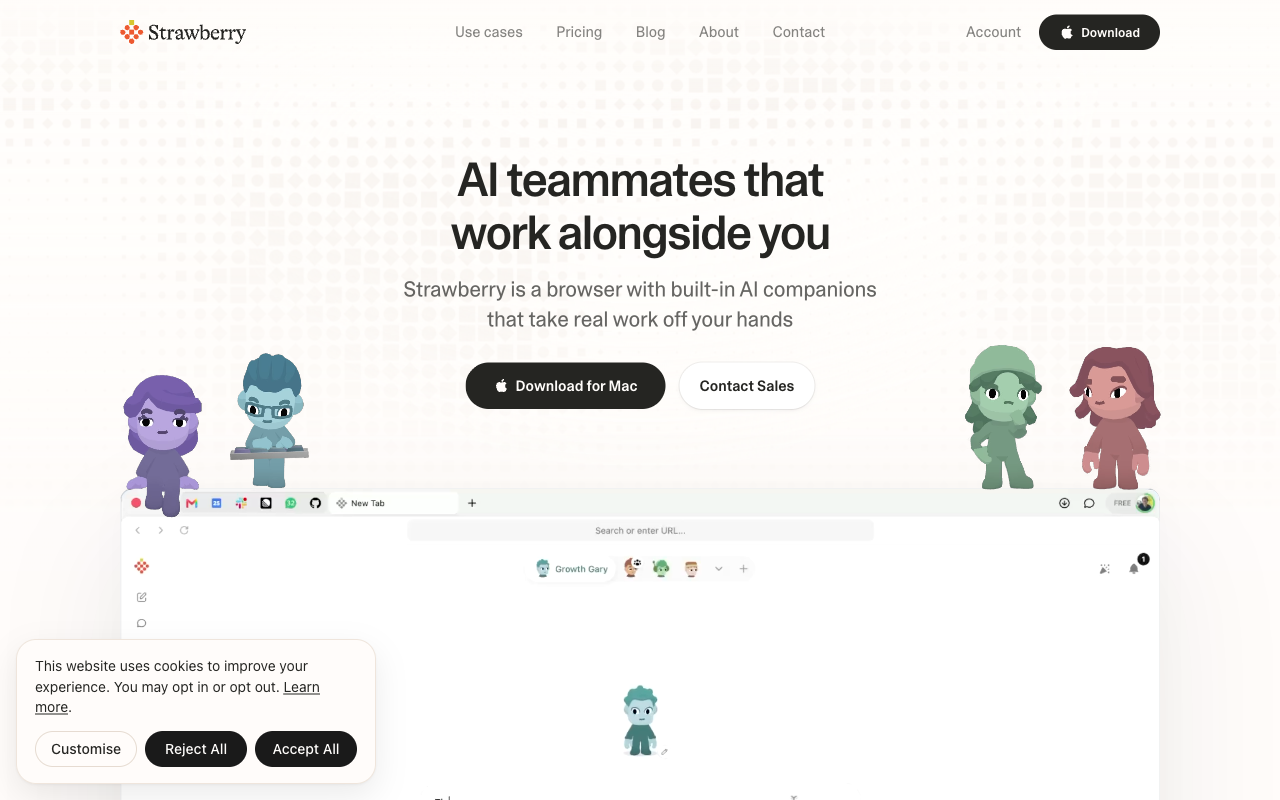 Strawberry
Use cases
Pricing
Blog
About
Contact
Account
Download
AI teammates that
work alongside you
Strawberry is a browser with built-in AI companions
that take real work off your hands
Download for Mac
Contact Sales
New Tab
FREE
Search or enter URL...
Growth Gary
1
This website uses cookies to improve your
experience. You may opt in or opt out. Learn
more.
Customise
Reject All
Accept All